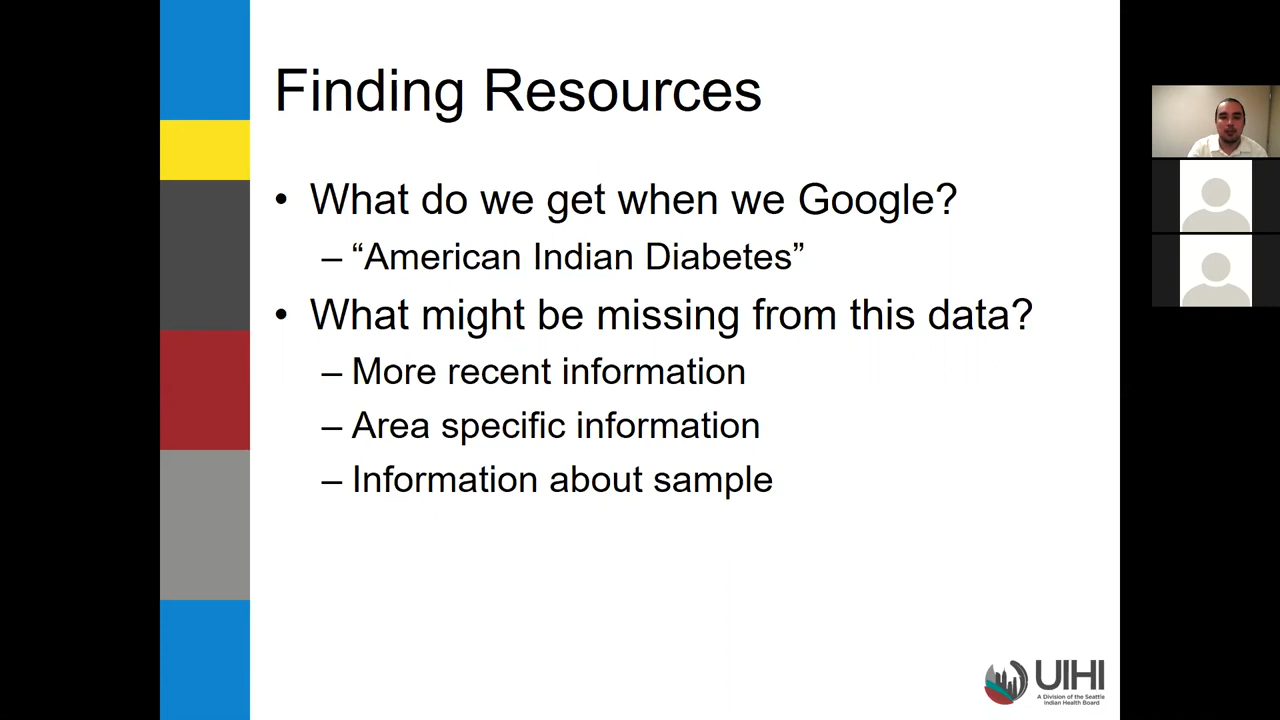 Finding Resources
• What do we get when we Google?
– “American Indian Diabetes”
• What might be missing from this data?
– More recent information
– Area specific information
– Information about sample
UIHI
A Division of the Seattle
Indian Health Board